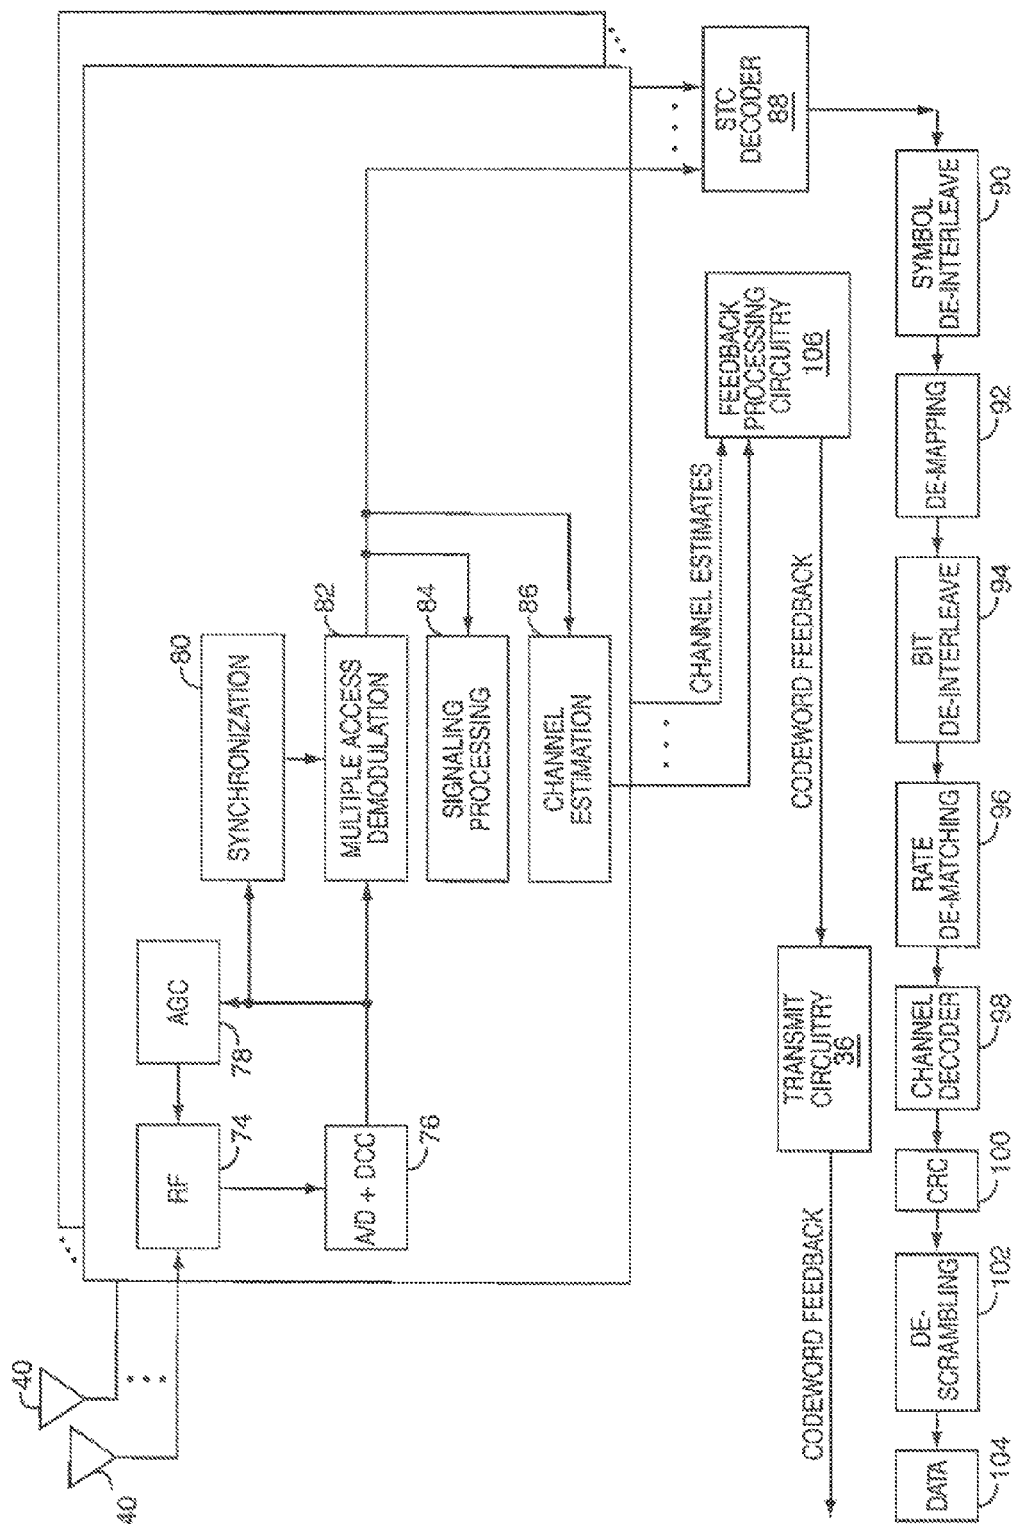 40
40
RF
74
AGC
78
A/D + DCC
76
SYNCHRONIZATION
80
MULTIPLE ACCESS
DEMODULATION
82
SIGNALING
PROCESSING
84
CHANNEL
ESTIMATION
86
STC
DECODER
88
CHANNEL ESTIMATES
FEEDBACK
PROCESSING
CIRCUITRY
106
CODEWORD FEEDBACK
TRANSMIT
CIRCUITRY
36
CODEWORD FEEDBACK
SYMBOL
DE-INTERLEAVE
90
DE-MAPPING
92
BIT
DE-INTERLEAVE
94
RATE
DE-MATCHING
96
CHANNEL
DECODER
98
CRC
100
DE-
SCRAMBLING
102
DATA
104